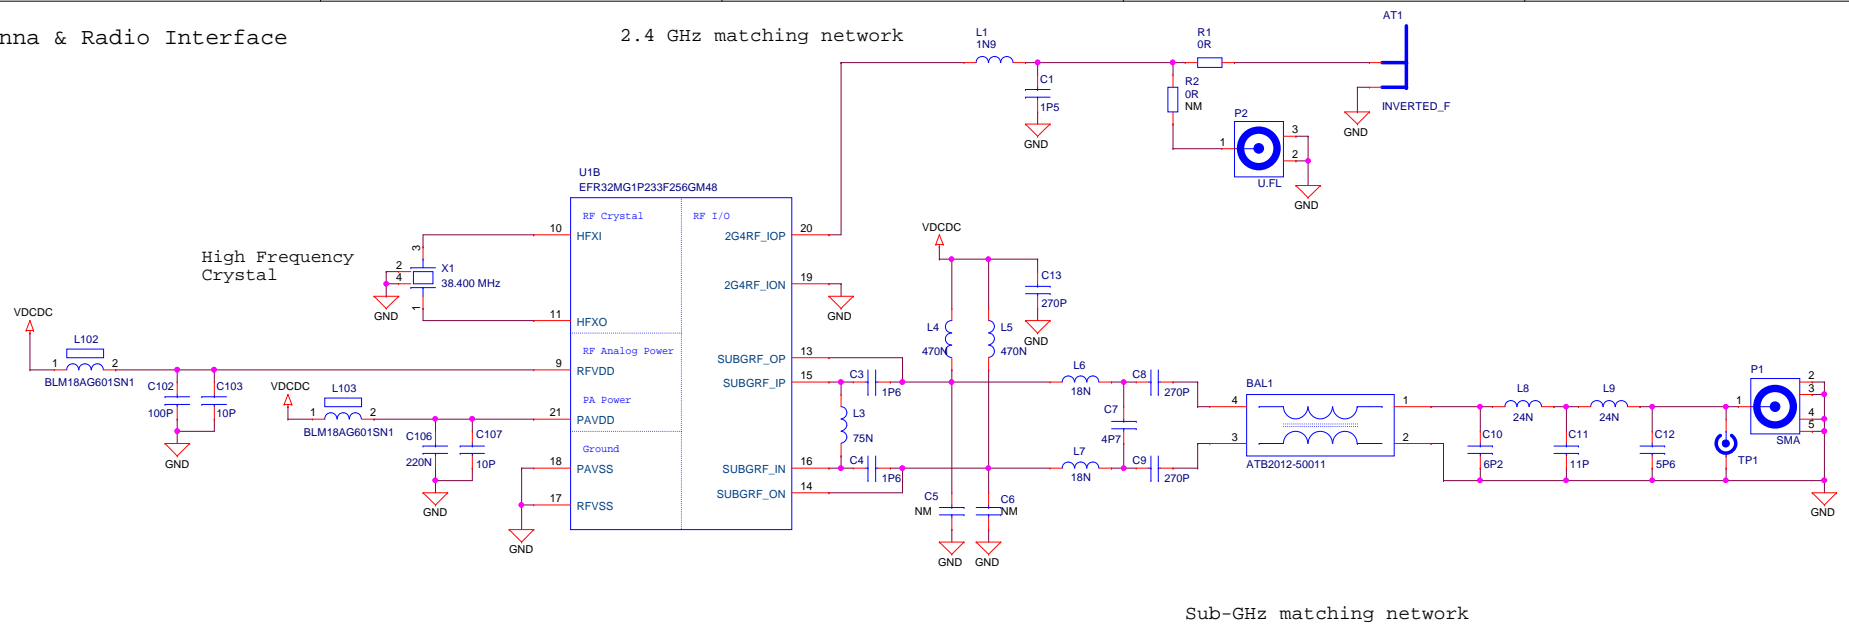 nna & Radio Interface
2.4 GHz matching network
L1
1N9
C1
1P5
R1
0R
R2
0R
NM
AT1
INVERTED_F
GND
GND
P2
1
3
2
U.FL
GND
U1B
EFR32MG1P233F256GM48
RF Crystal
RF I/O
10
HFXI
2G4RF_IOP
20
High Frequency
Crystal
3
2
4
X1
38.400 MHz
1
GND
11
HFXO
2G4RF_ION
19
GND
VDCDC
C13
270P
GND
L4
470N
L5
470N
VDCDC
L102
1
2
BLM18AG601SN1
C102
100P
C103
10P
GND
RF Analog Power
9
RFVDD
VDCDC
L103
1
2
BLM18AG601SN1
C106
220N
C107
10P
GND
PA Power
21
PAVDD
Ground
18
PAVSS
17
RFVSS
GND
SUBGRF_OP
13
SUBGRF_IP
15
SUBGRF_IN
16
SUBGRF_ON
14
C3
1P6
L3
75N
C4
1P6
C5
NM
C6
NM
GND
GND
L6
18N
C8
270P
C7
4P7
L7
18N
C9
270P
BAL1
4
3
1
2
ATB2012-50011
L8
24N
L9
24N
C10
6P2
C11
11P
C12
5P6
TP1
P1
1
2
3
4
5
SMA
GND
Sub-GHz matching network